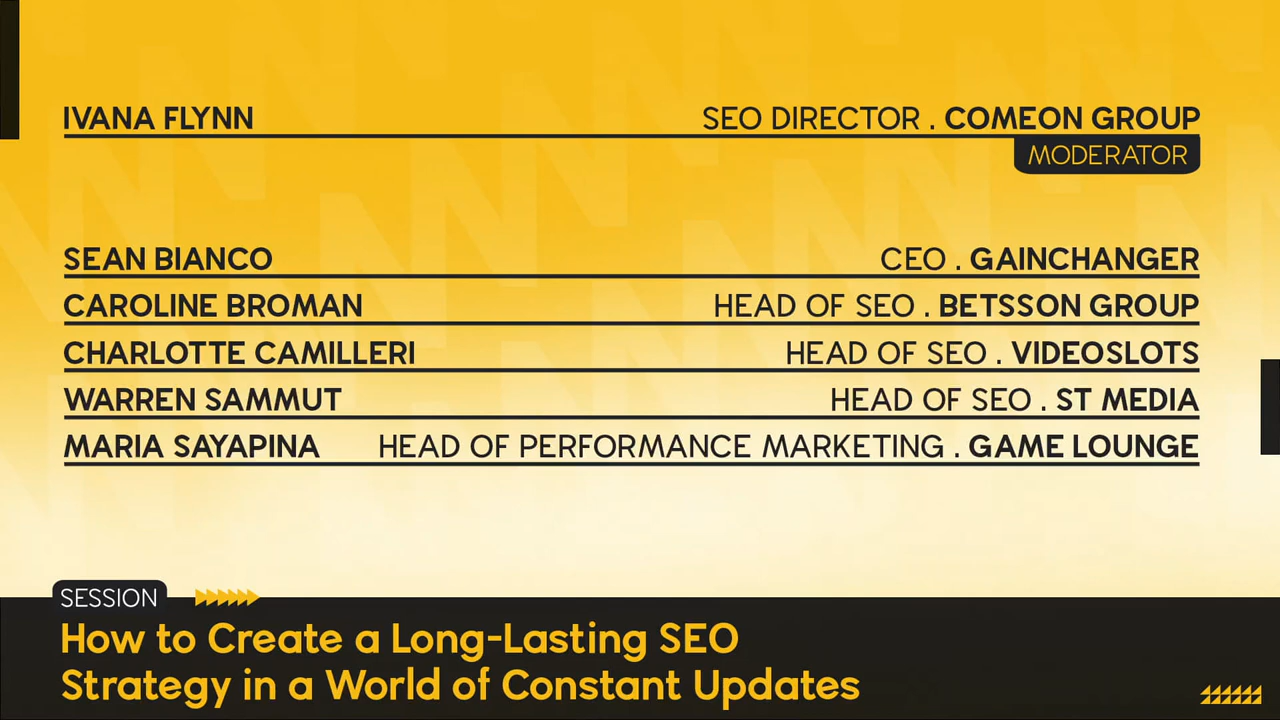 IVANA FLYNN SEO DIRECTOR . COMEON GROUP
MODERATOR
SEAN BIANCO CEO . GAINCHANGER
CAROLINE BROMAN HEAD OF SEO . BETSSON GROUP
CHARLOTTE CAMILLERI HEAD OF SEO . VIDEOSLOTS
WARREN SAMMUT HEAD OF SEO . ST MEDIA
MARIA SAYAPINA HEAD OF PERFORMANCE MARKETING . GAME LOUNGE
SESSION
How to Create a Long-Lasting SEO
Strategy in a World of Constant Updates